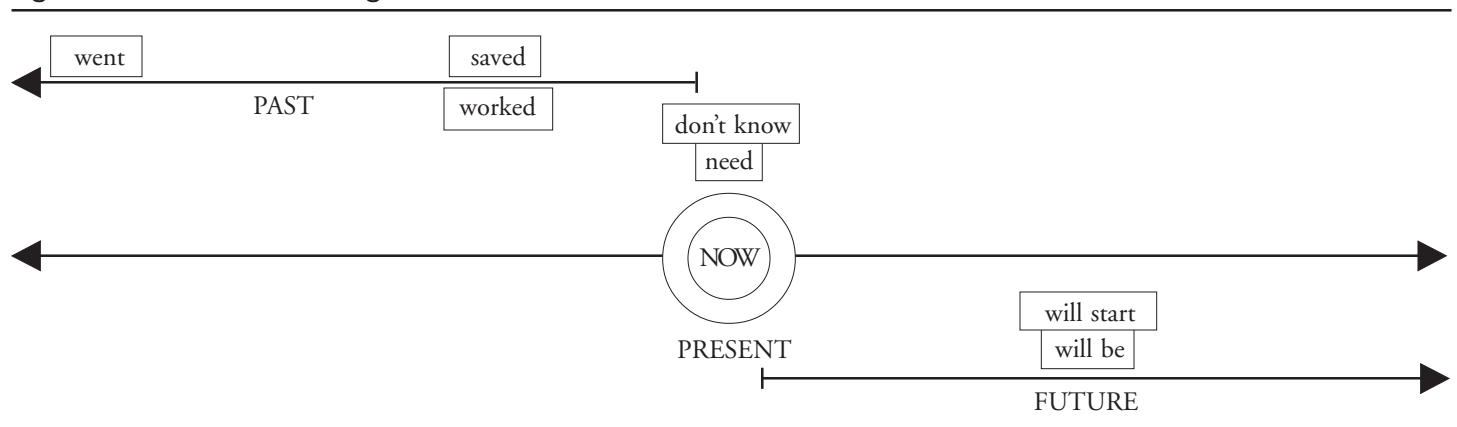 went
saved
PAST
worked
don't know
need
NOW
PRESENT
will start
will be
FUTURE